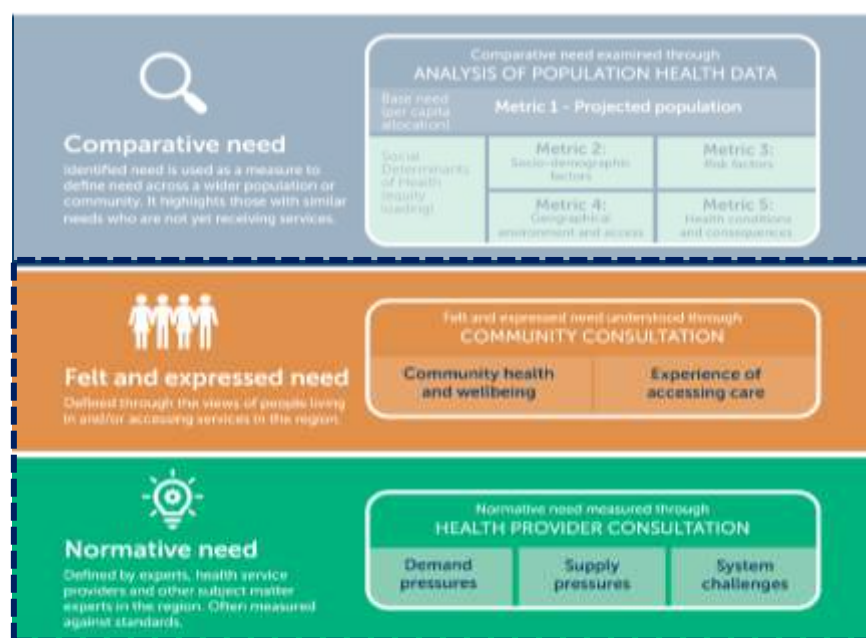 Comparative need
Identified need is used as a measure to
define need across a wider population or
community. It highlights those with similar
needs who are not yet receiving services.
Comparative need examined through
ANALYSIS OF POPULATION HEALTH DATA
Base need
(per capita
allocation)
Metric 1 - Projected population
Social
Determinants
of Health
(equity
loading)
Metric 2:
Socio-demographic
factors
Metric 3:
Risk factors
Metric 4:
Geographical
environment and access
Metric 5:
Health conditions
and consequences
Felt and expressed need
Defined through the views of people living
in and/or accessing services in the region.
Felt and expressed need understood through
COMMUNITY CONSULTATION
Community health
and wellbeing
Experience of
accessing care
Normative need
Defined by experts, health service
providers and other subject matter
experts in the region. Often measured
against standards.
Normative need measured through
HEALTH PROVIDER CONSULTATION
Demand
pressures
Supply
pressures
System
challenges